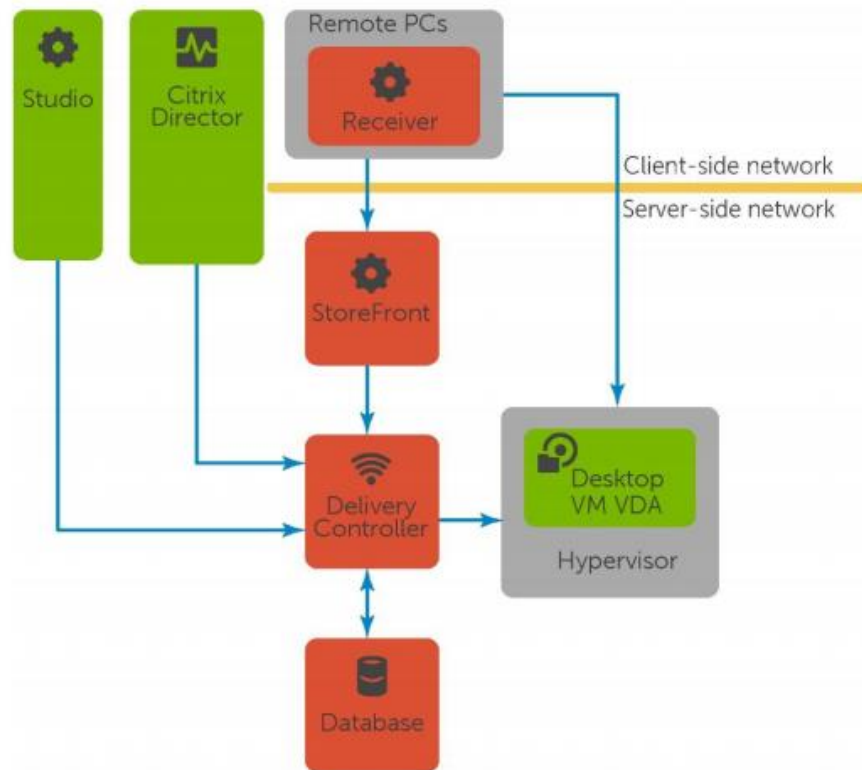 Studio
Citrix
Director
Remote PCs
Receiver
Client-side network
Server-side network
StoreFront
Delivery
Controller
Desktop
VM VDA
Hypervisor
Database